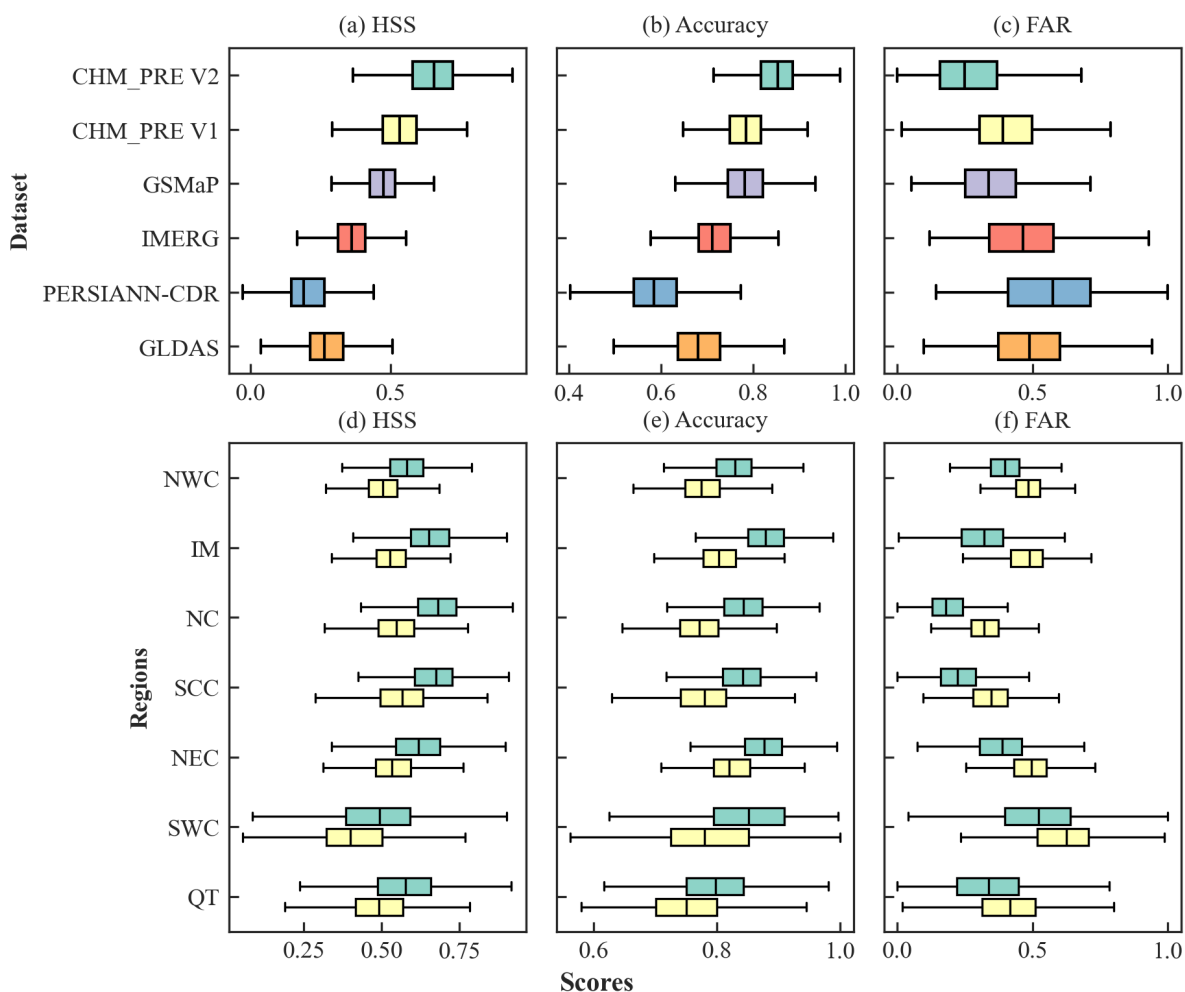 (a) HSS
(b) Accuracy
(c) FAR
Dataset
CHM_PRE V2
CHM_PRE V1
GSMaP
IMERG
PERSIANN-CDR
GLDAS
0.0 0.5
0.4 0.6 0.8 1.0
0.0 0.5 1.0
(d) HSS
(e) Accuracy
(f) FAR
Regions
NWC
IM
NC
SCC
NEC
SWC
QT
0.25 0.50 0.75
0.6 0.8 1.0
0.0 0.5 1.0
Scores